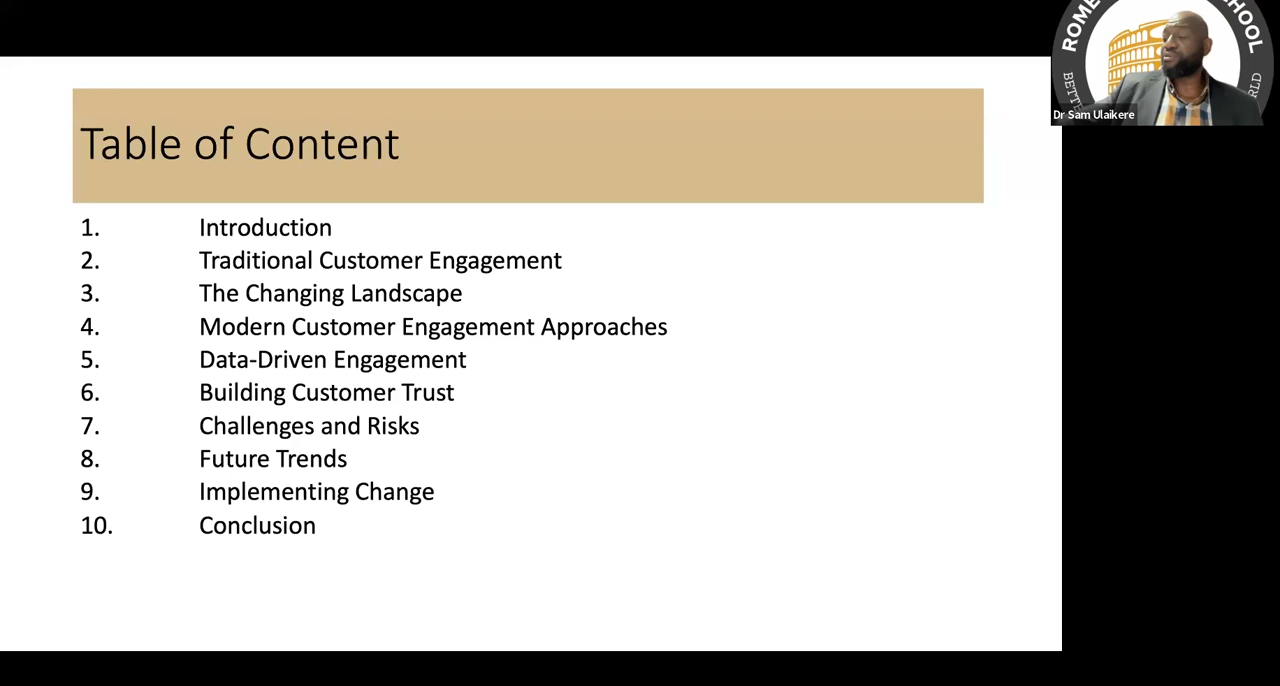 Table of Content
1. Introduction
2. Traditional Customer Engagement
3. The Changing Landscape
4. Modern Customer Engagement Approaches
5. Data-Driven Engagement
6. Building Customer Trust
7. Challenges and Risks
8. Future Trends
9. Implementing Change
10. Conclusion
ROME
HOOL
Dr Sam Ulaikere